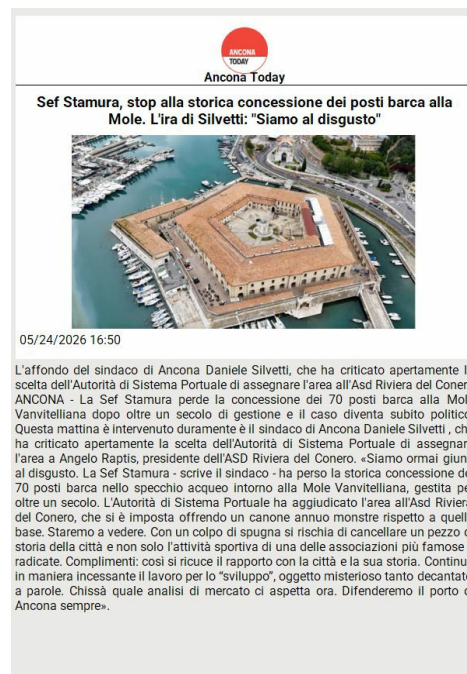 ANCONA
TODAY
Ancona Today
Sef Stamura, stop alla storica concessione dei posti barca alla
Mole. L'ira di Silvetti: "Siamo al disgusto"
05/24/2026 16:50
L'affondo del sindaco di Ancona Daniele Silvetti, che ha criticato apertamente l
scelta dell'Autorità di Sistema Portuale di assegnare l'area all'Asd Riviera del Coner
ANCONA - La Sef Stamura perde la concessione dei 70 posti barca alla Mol
Vanvitelliana dopo oltre un secolo di gestione e il caso diventa subito politico
Questa mattina è intervenuto duramente è il sindaco di Ancona Daniele Silvetti , ch
ha criticato apertamente la scelta dell'Autorità di Sistema Portuale di assegnar
l'area a Angelo Raptis, presidente dell'ASD Riviera del Conero. «Siamo ormai giun
al disgusto. La Sef Stamura - scrive il sindaco - ha perso la storica concessione de
70 posti barca nello specchio acqueo intorno alla Mole Vanvitelliana, gestita pe
oltre un secolo. L'Autorità di Sistema Portuale ha aggiudicato l'area all'Asd Riviera
del Conero, che si è imposta offrendo un canone annuo monstre rispetto a quell
base. Staremo a vedere. Con un colpo di spugna si rischia di cancellare un pezzo d
storia della città e non solo l'attività sportiva di una delle associazioni più famose
radicate. Complimenti: così si ricuce il rapporto con la città e la sua storia. Continu
in maniera incessante il lavoro per lo “sviluppo”, oggetto misterioso tanto decantat
a parole. Chissà quale analisi di mercato ci aspetta ora. Difenderemo il porto d
Ancona sempre».